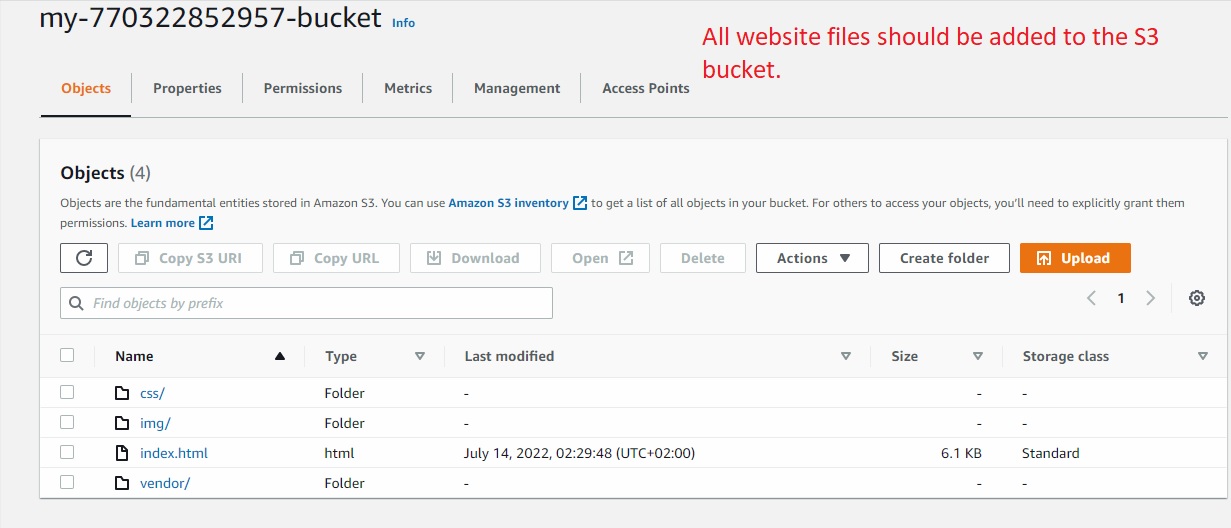 my-770322852957-bucket Info
All website files should be added to the S3
bucket.
Objects Properties Permissions Metrics Management Access Points
Objects (4)
Objects are the fundamental entities stored in Amazon S3. You can use Amazon S3 inventory to get a list of all objects in your bucket. For others to access your objects, you'll need to explicitly grant them
permissions. Learn more
Copy S3 URI Copy URL Download Open Delete Actions Create folder Upload
Find objects by prefix 1
Name Type Last modified Size Storage class
css/ Folder - - -
img/ Folder - - -
index.html html July 14, 2022, 02:29:48 (UTC+02:00) 6.1 KB Standard
vendor/ Folder - - -